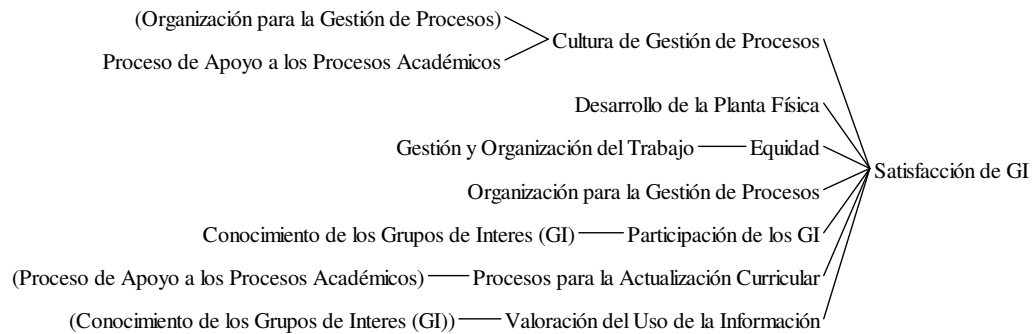 (Organización para la Gestión de Procesos)
Cultura de Gestión de Procesos
Proceso de Apoyo a los Procesos Académicos
Desarrollo de la Planta Física
Gestión y Organización del Trabajo
Equidad
Satisfacción de GI
Organización para la Gestión de Procesos
Conocimiento de los Grupos de Interes (GI)
Participación de los GI
(Proceso de Apoyo a los Procesos Académicos)
Procesos para la Actualización Curricular
(Conocimiento de los Grupos de Interes (GI))
Valoración del Uso de la Información